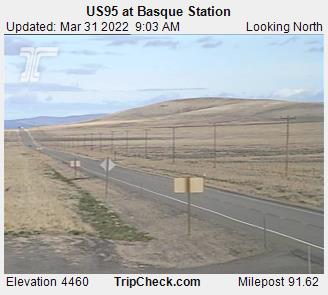 US95 at Basque Station
Updated: Mar 31 2022 9:03 AM Looking North
Elevation 4460 TripCheck.com Milepost 91.62